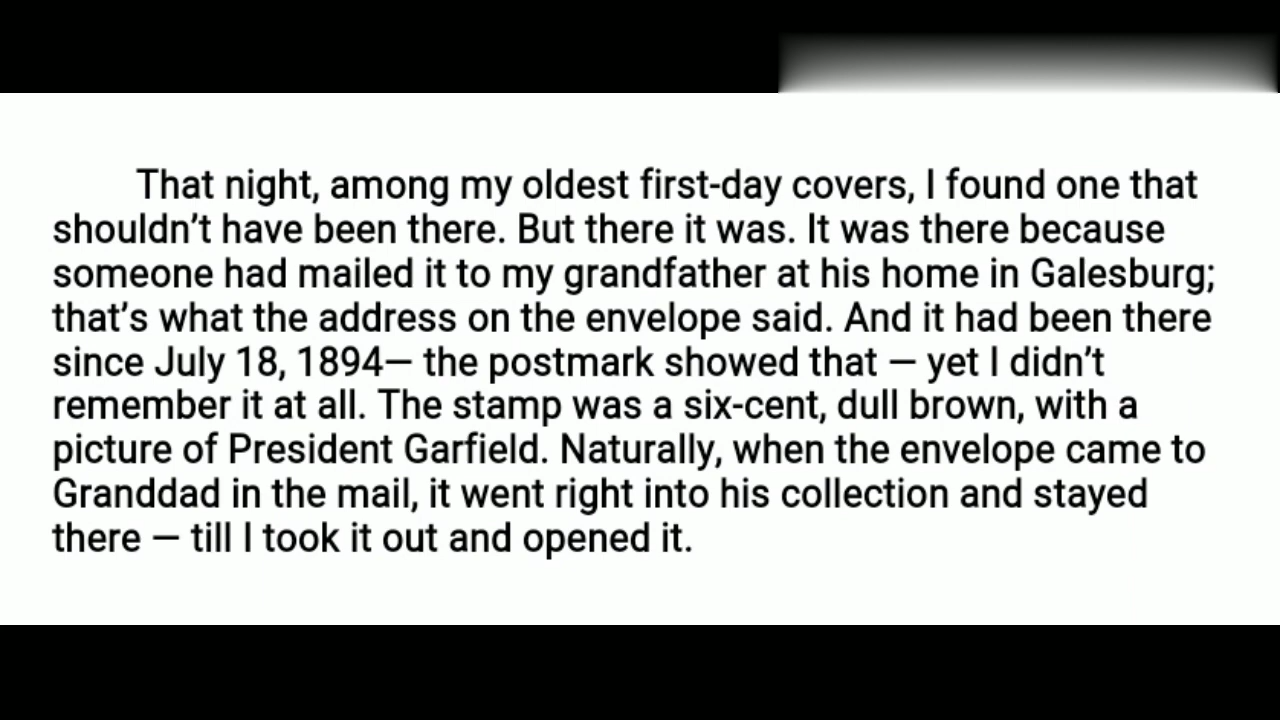 That night, among my oldest first-day covers, I found one that
shouldn’t have been there. But there it was. It was there because
someone had mailed it to my grandfather at his home in Galesburg;
that’s what the address on the envelope said. And it had been there
since July 18, 1894— the postmark showed that — yet I didn’t
remember it at all. The stamp was a six-cent, dull brown, with a
picture of President Garfield. Naturally, when the envelope came to
Granddad in the mail, it went right into his collection and stayed
there — till I took it out and opened it.